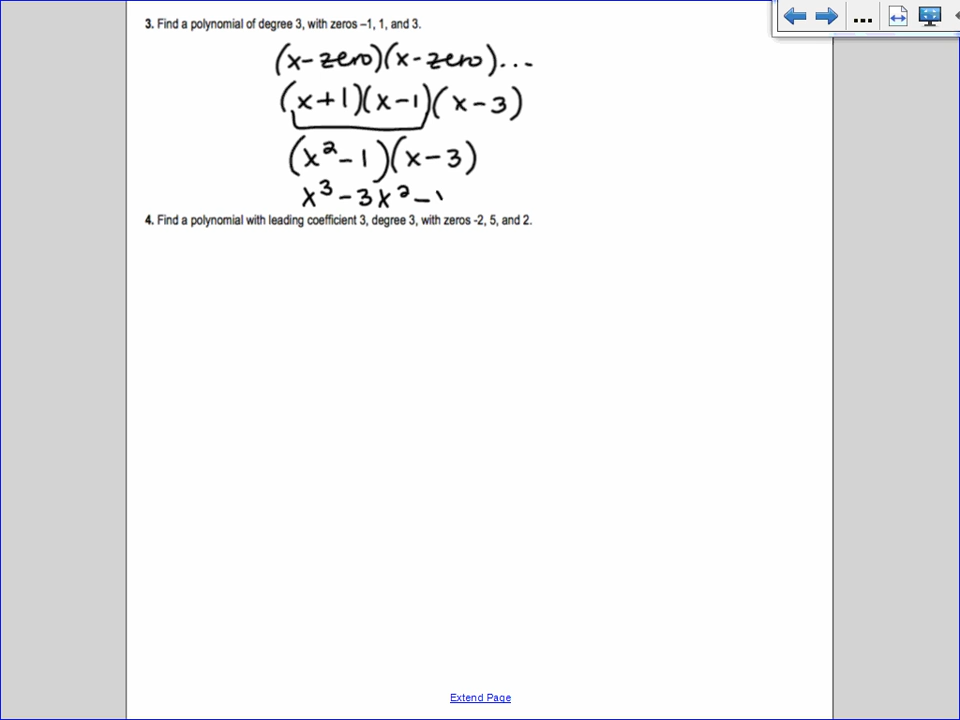 3. Find a polynomial of degree 3, with zeros –1, 1, and 3.
(x - zero)(x - zero)...
(x + 1)(x - 1)(x - 3)
(x² - 1)(x - 3)
x³ - 3x² -
4. Find a polynomial with leading coefficient 3, degree 3, with zeros -2, 5, and 2.
Extend Page